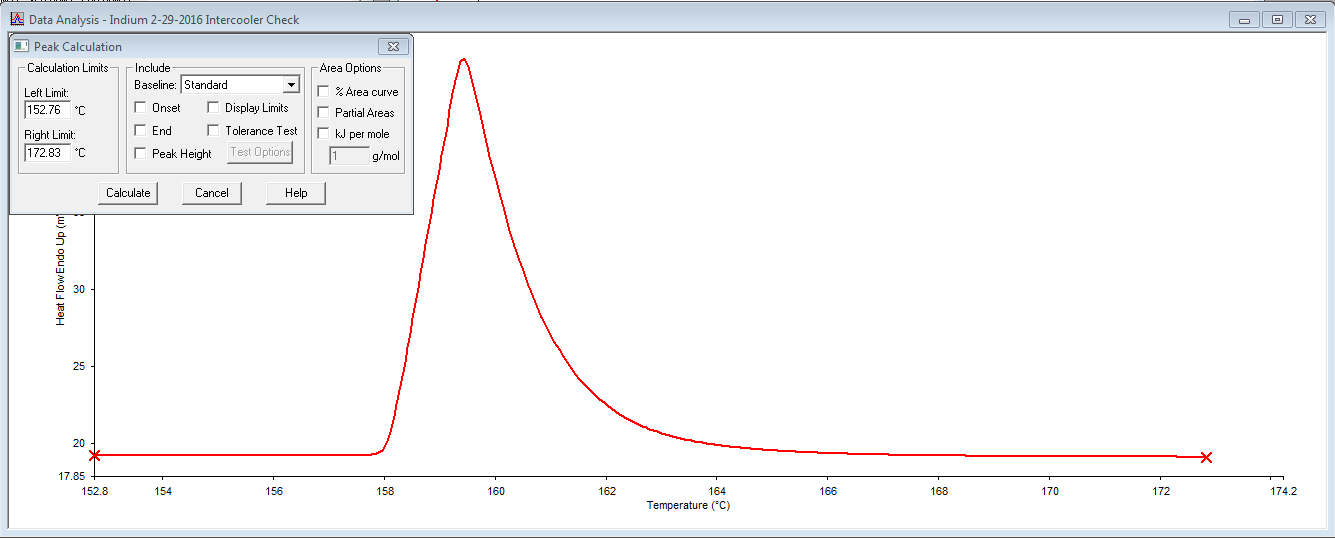 Data Analysis - Indium 2-29-2016 Intercooler Check
Peak Calculation
Calculation Limits
Left Limit:
152.76 °C
Right Limit:
172.83 °C
Include
Baseline: Standard
Onset
Display Limits
End
Tolerance Test
Peak Height
Test Options
Area Options
% Area curve
Partial Areas
kJ per mole
1 g/mol
Calculate
Cancel
Help
Heat Flow Endo Up (m
30
25
20
17.85
152.8 154 156 158 160 162 164 166 168 170 172 174.2
Temperature (°C)